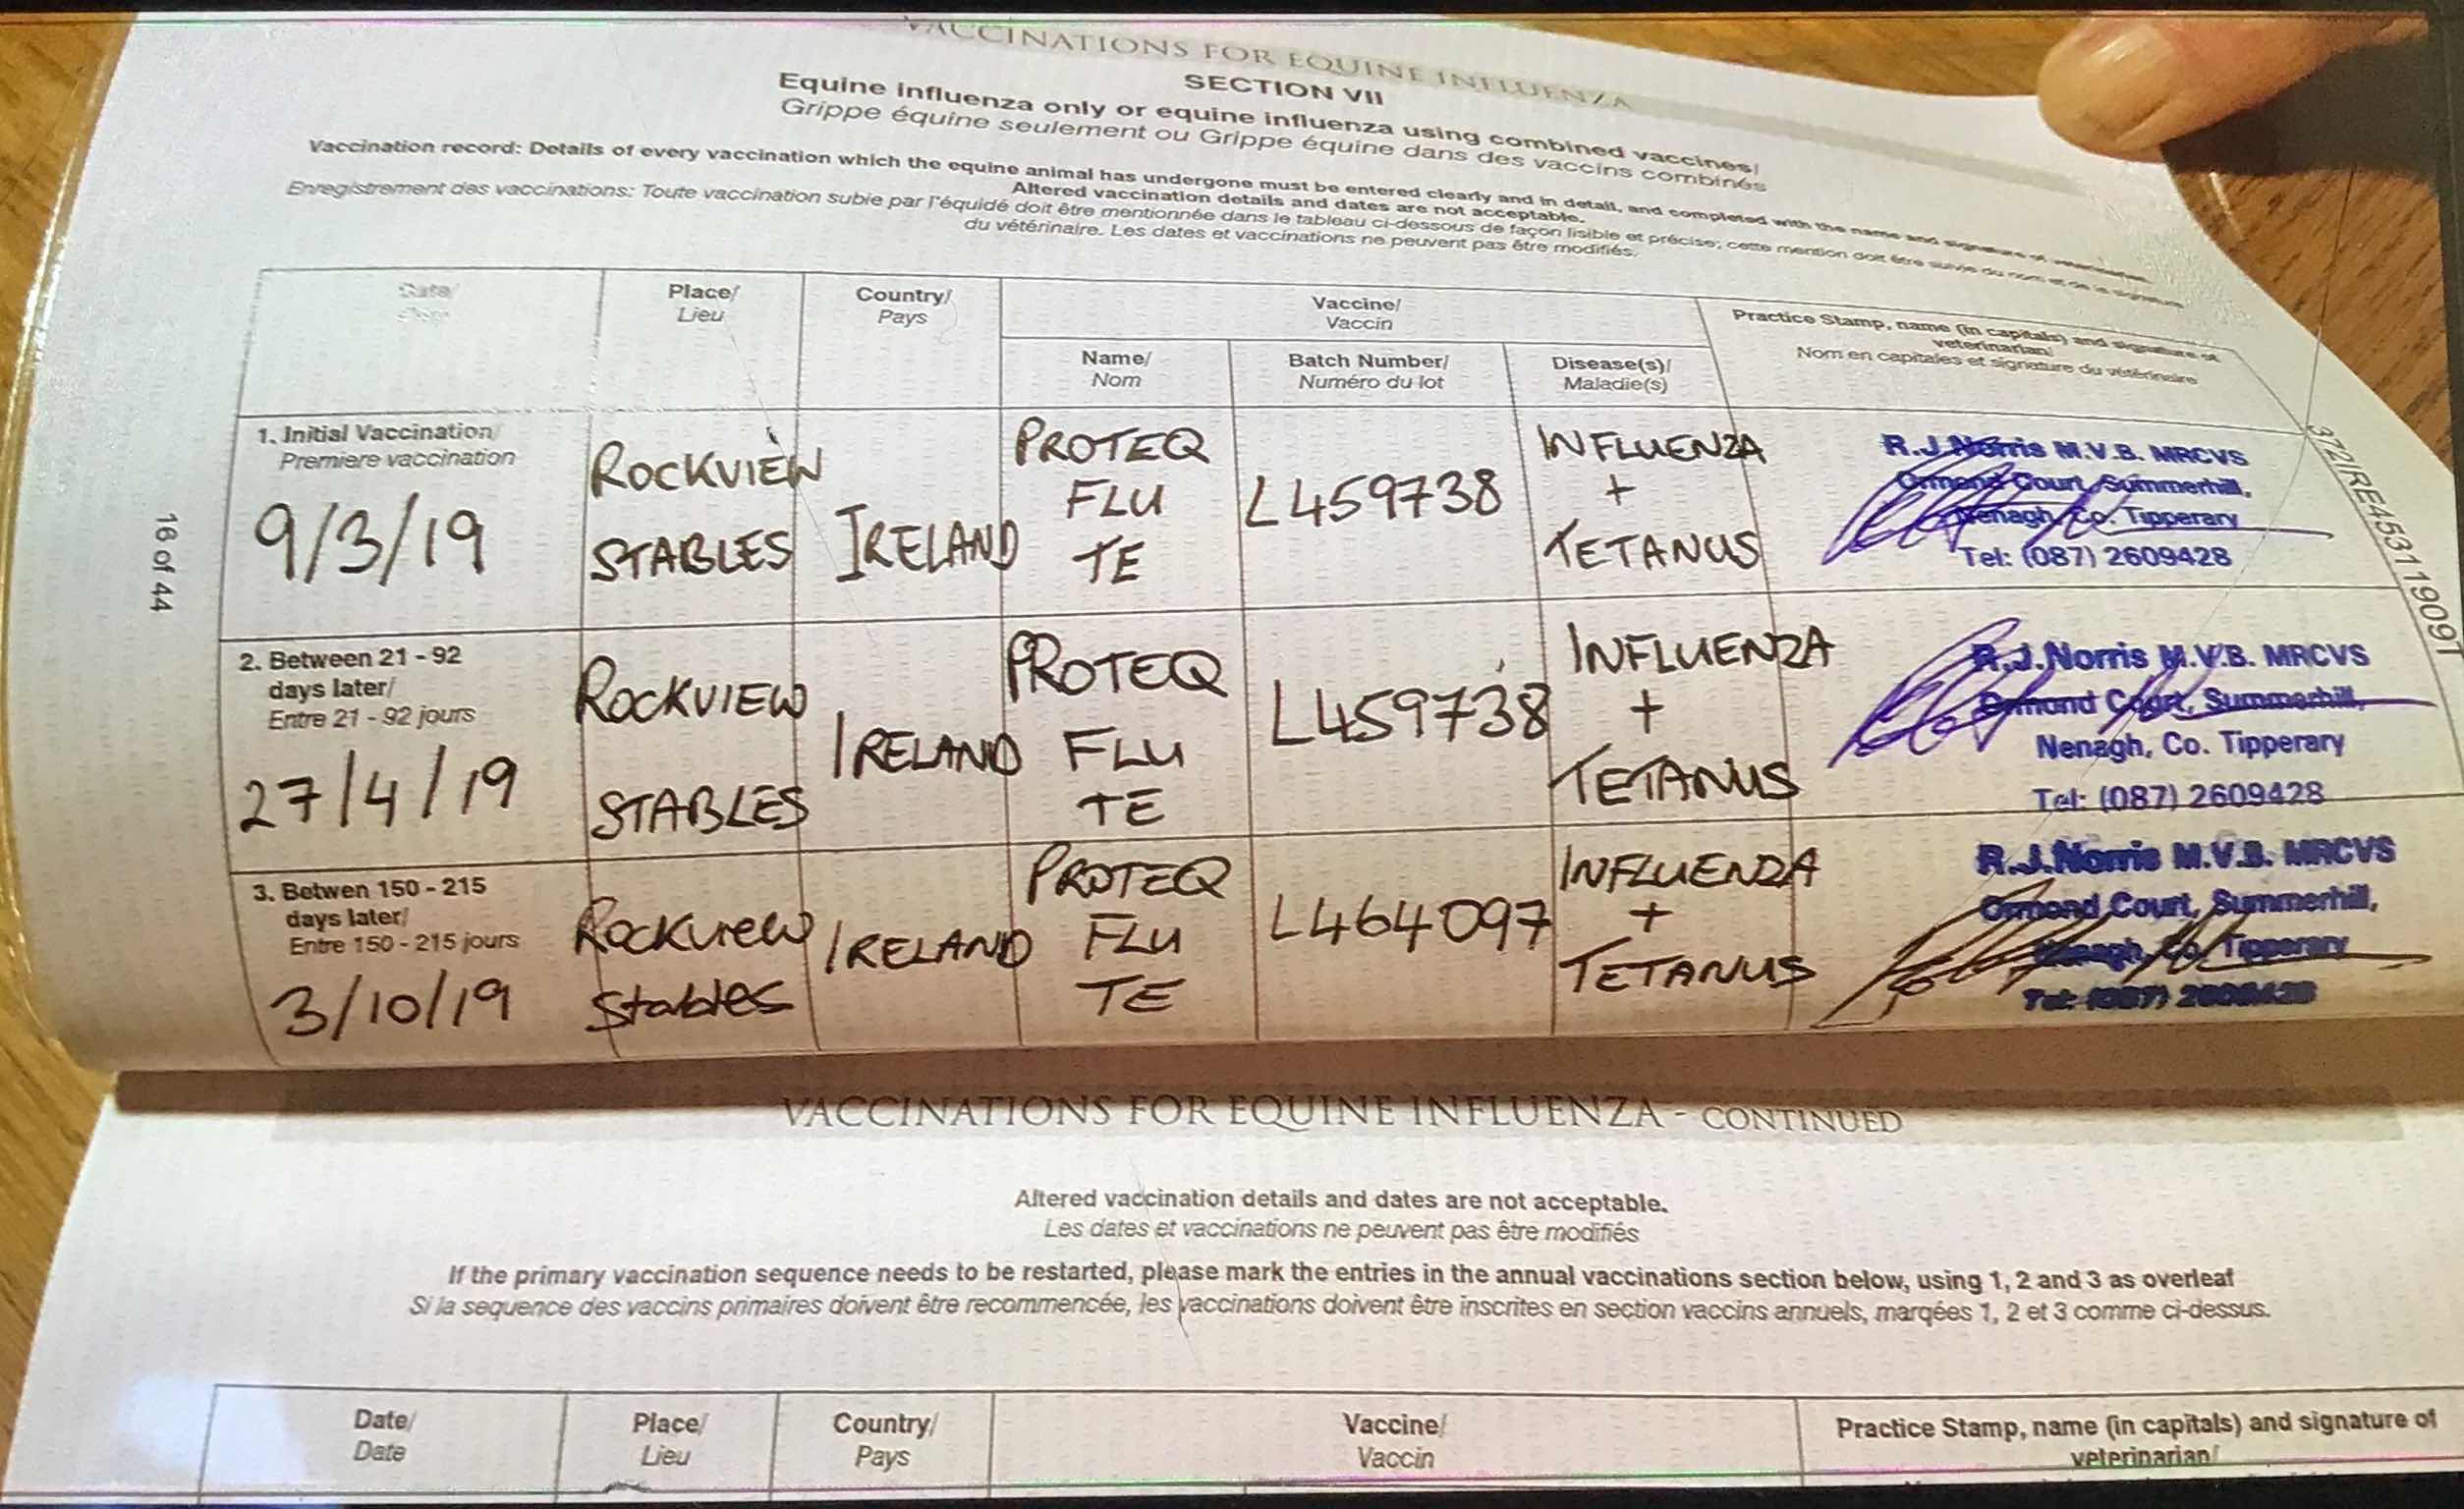 VACCINATIONS FOR EQUINE INFLUENZA
SECTION VII
Equine influenza only or equine influenza using combined vaccines/
Grippe équine seulement ou Grippe équine dans des vaccins combinés
Vaccination record: Details of every vaccination which the equine animal has undergone must be entered clearly and in detail, and completed with the name and signature of veterinarian.
Altered vaccination details and dates are not acceptable.
Enregistrement des vaccinations: Toute vaccination subie par l'équidé doit être mentionnée dans le tableau ci-dessous de façon lisible et précise; cette mention doit être suivie du nom et de la signature
du vétérinaire. Les dates et vaccinations ne peuvent pas être modifiés.
Date/
Date
Place/
Lieu
Country/
Pays
Vaccine/
Vaccin
Name/
Nom
Batch Number/
Numéro du lot
Disease(s)/
Maladie(s)
Practice Stamp, name (in capitals) and signature of
veterinarian/
Nom en capitales et signature du vétérinaire
1. Initial Vaccination/
Premiere vaccination
9/3/19
ROCKVIEW
STABLES
IRELAND
PROTEQ
FLU
TE
L459738
INFLUENZA
+
TETANUS
R.J.Norris M.V.B. MRCVS
Ormond Court, Summerhill,
Nenagh, Co. Tipperary
Tel: (087) 2609428
2. Between 21 - 92
days later/
Entre 21 - 92 jours
27/4/19
ROCKVIEW
STABLES
IRELAND
PROTEQ
FLU
TE
L459738
INFLUENZA
+
TETANUS
R.J.Norris M.V.B. MRCVS
Ormond Court, Summerhill,
Nenagh, Co. Tipperary
Tel: (087) 2609428
3. Betwen 150 - 215
days later/
Entre 150 - 215 jours
3/10/19
Rockview
Stables
IRELAND
PROTEQ
FLU
TE
L464097
INFLUENZA
+
TETANUS
R.J.Norris M.V.B. MRCVS
Ormond Court, Summerhill,
Nenagh, Co. Tipperary
Tel: (087) 2609428
16 of 44
372IRE45311909T
VACCINATIONS FOR EQUINE INFLUENZA - CONTINUED
Altered vaccination details and dates are not acceptable.
Les dates et vaccinations ne peuvent pas être modifiés
If the primary vaccination sequence needs to be restarted, please mark the entries in the annual vaccinations section below, using 1, 2 and 3 as overleaf
Si la sequence des vaccins primaires doivent être recommencée, les vaccinations doivent être inscrites en section vaccins annuels, marqées 1, 2 et 3 comme ci-dessus.
Date/
Date
Place/
Lieu
Country/
Pays
Vaccine/
Vaccin
Practice Stamp, name (in capitals) and signature of
veterinarian/